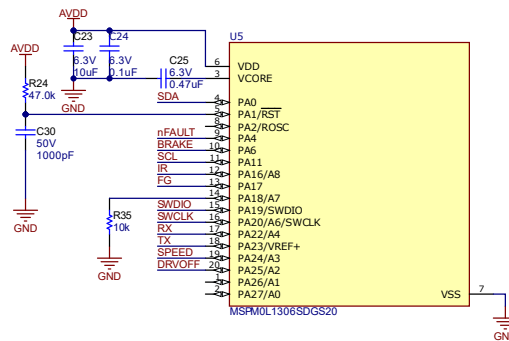 AVDD
C23
6.3V
10uF
C24
6.3V
0.1uF
AVDD
R24
47.0k
C25
6.3V
0.47uF
GND
C30
50V
1000pF
GND
R35
10k
GND
U5
6 VDD
3 VCORE
SDA 4 PA0
5 PA1/RST
8 PA2/ROSC
nFAULT 9 PA4
BRAKE 10 PA6
SCL 11 PA11
IR 12 PA16/A8
FG 13 PA17
14 PA18/A7
SWDIO 15 PA19/SWDIO
SWCLK 16 PA20/A6/SWCLK
RX 17 PA22/A4
TX 18 PA23/VREF+
SPEED 19 PA24/A3
DRVOFF 20 PA25/A2
1 PA26/A1
2 PA27/A0
VSS 7
MSPM0L1306SDGS20
GND